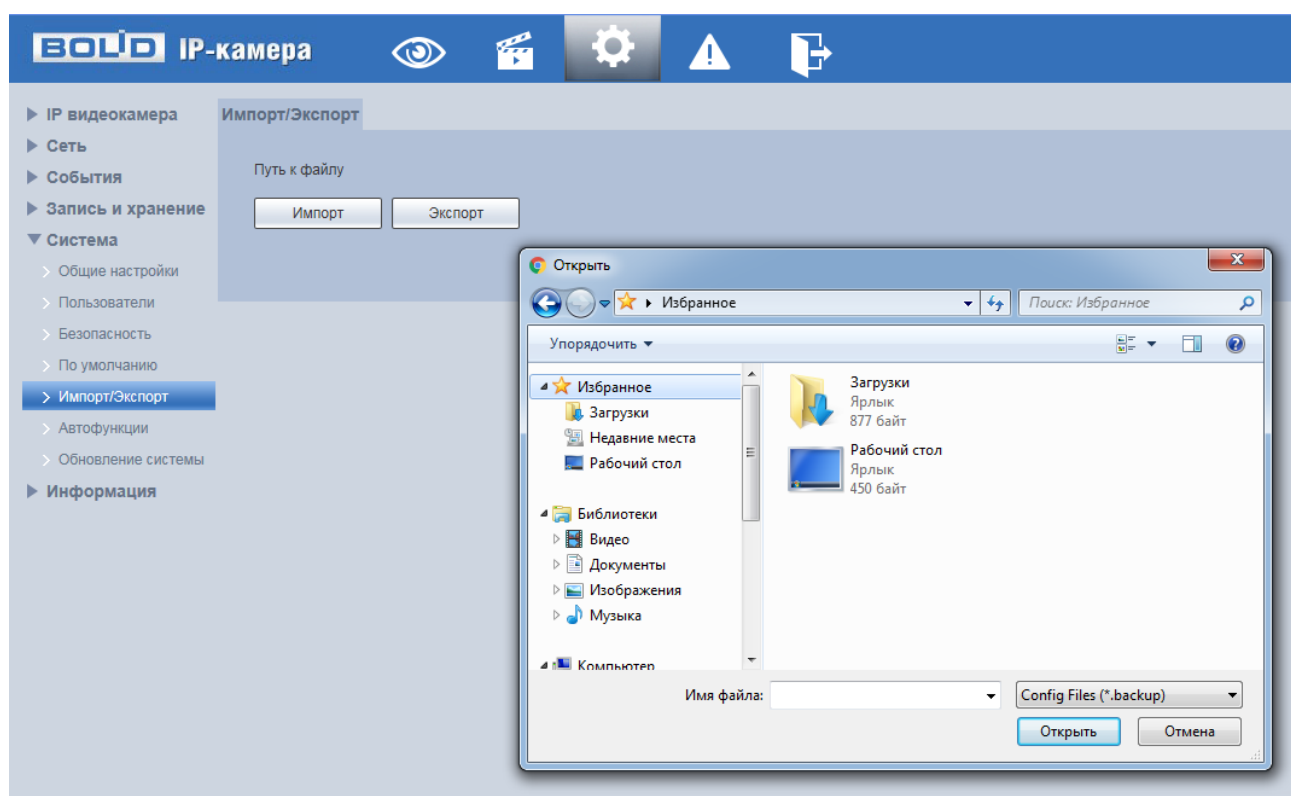 BOLID IP-камера
IP видеокамера
Сеть
События
Запись и хранение
Система
Общие настройки
Пользователи
Безопасность
По умолчанию
Импорт/Экспорт
Автофункции
Обновление системы
Информация
Импорт/Экспорт
Путь к файлу
Импорт Экспорт
Открыть
Избранное
Поиск: Избранное
Упорядочить
Избранное
Загрузки
Недавние места
Рабочий стол
Библиотеки
Видео
Документы
Изображения
Музыка
Компьютер
Загрузки
Ярлык
877 байт
Рабочий стол
Ярлык
450 байт
Имя файла:
Config Files (*.backup)
Открыть Отмена